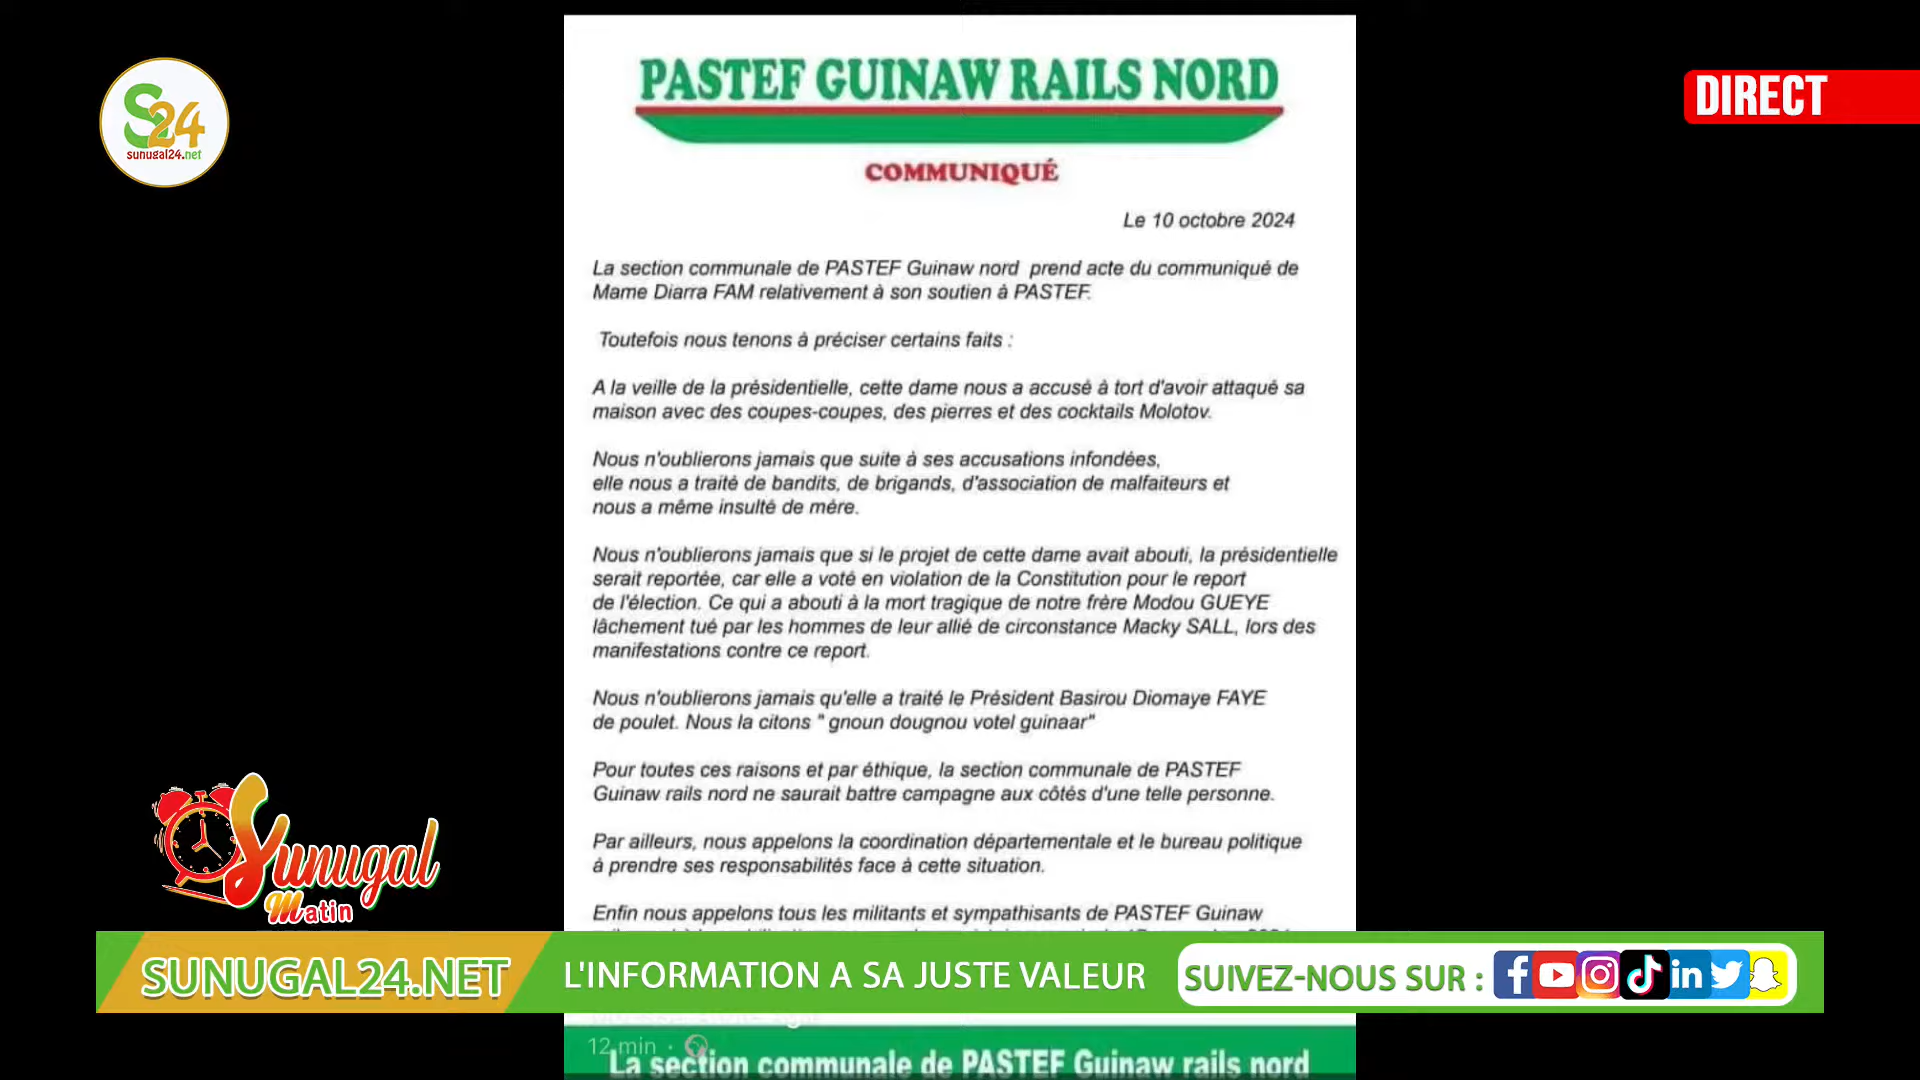 S24
sunugal24.net
DIRECT
PASTEF GUINAW RAILS NORD
COMMUNIQUÉ
Le 10 octobre 2024
La section communale de PASTEF Guinaw nord prend acte du communiqué de
Mame Diarra FAM relativement à son soutien à PASTEF.
Toutefois nous tenons à préciser certains faits :
A la veille de la présidentielle, cette dame nous a accusé à tort d'avoir attaqué sa
maison avec des coupes-coupes, des pierres et des cocktails Molotov.
Nous n'oublierons jamais que suite à ses accusations infondées,
elle nous a traité de bandits, de brigands, d'association de malfaiteurs et
nous a même insulté de mére.
Nous n'oublierons jamais que si le projet de cette dame avait abouti, la présidentielle
serait reportée, car elle a voté en violation de la Constitution pour le report
de l'élection. Ce qui a abouti à la mort tragique de notre frère Modou GUEYE
lâchement tué par les hommes de leur allié de circonstance Macky SALL, lors des
manifestations contre ce report.
Nous n'oublierons jamais qu'elle a traité le Président Basirou Diomaye FAYE
de poulet. Nous la citons " gnoun dougnou votel guinaar"
Pour toutes ces raisons et par éthique, la section communale de PASTEF
Guinaw rails nord ne saurait battre campagne aux côtés d'une telle personne.
Par ailleurs, nous appelons la coordination départementale et le bureau politique
à prendre ses responsabilités face à cette situation.
Enfin nous appelons tous les militants et sympathisants de PASTEF Guinaw
Sunugal
Matin
SUNUGAL24.NET
L'INFORMATION A SA JUSTE VALEUR
SUIVEZ-NOUS SUR :
12 min ·
La section communale de PASTEF Guinaw rails nord